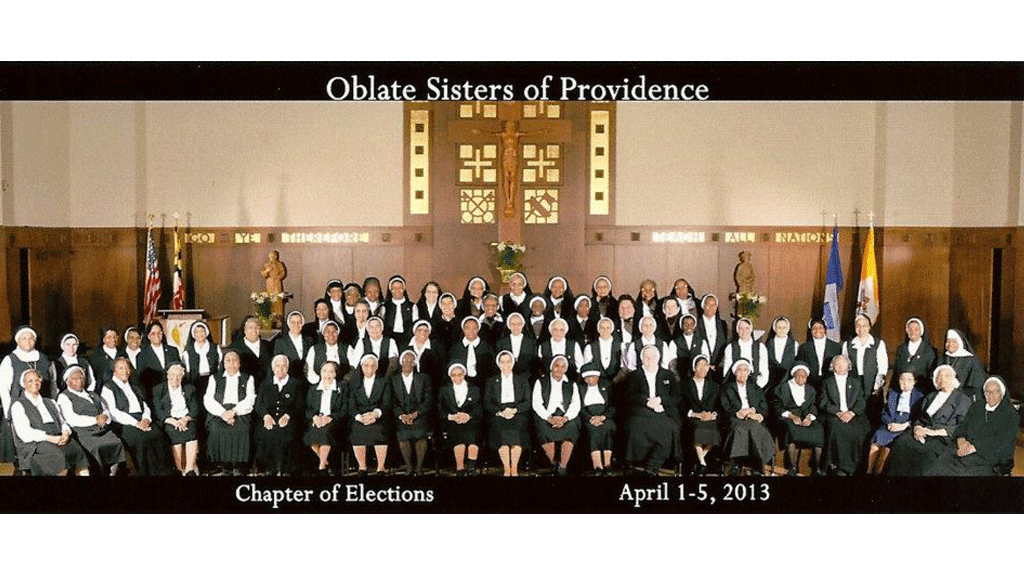 Oblate Sisters of Providence
GO YE THEREFORE TEACH ALL NATIONS
Chapter of Elections April 1-5, 2013